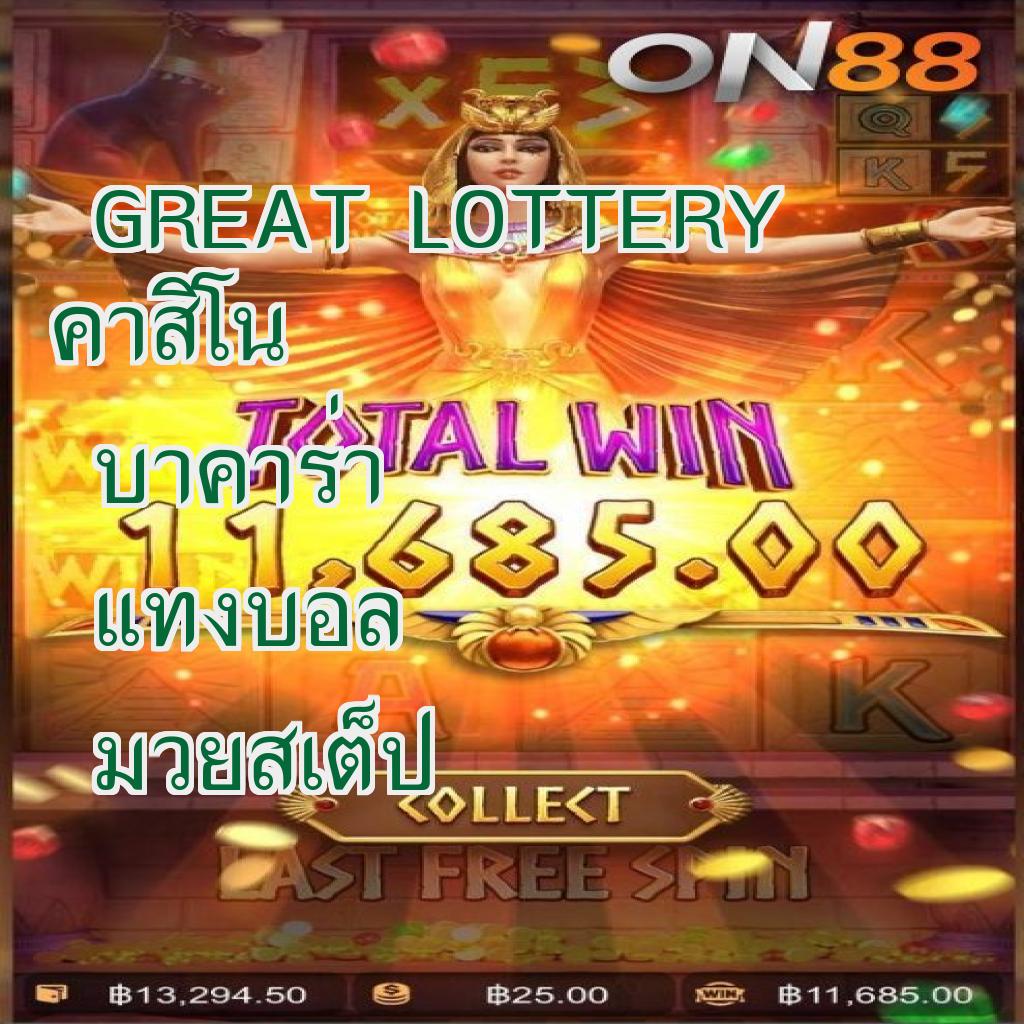 ON88
x53
Q
K
GREAT LOTTERY
คาสิโน
TOTAL WIN
บาคาร่า
11,685.00
แทงบอล
A
K
มวยสเต็ป
COLLECT
LAST FREE SPIN
฿13,294.50 ฿25.00 WIN ฿11,685.00